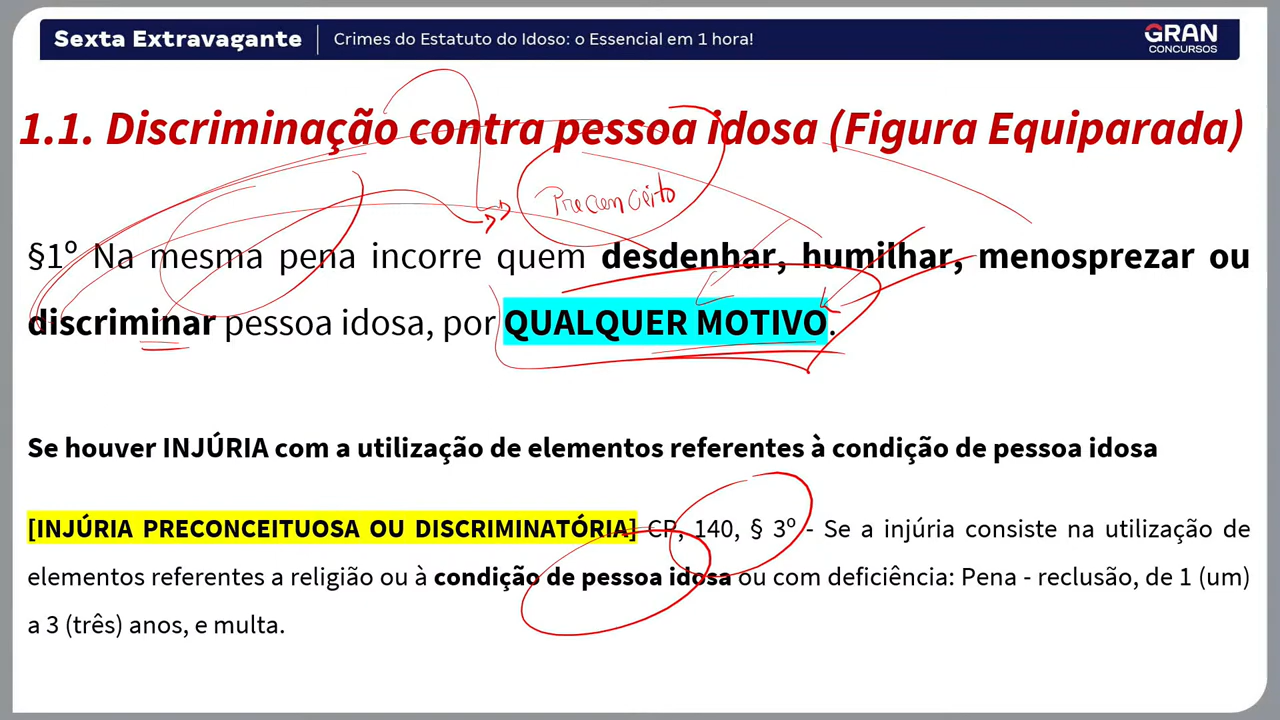 Sexta Extravagante
Crimes do Estatuto do Idoso: o Essencial em 1 hora!
GRAN
CONCURSOS
1.1. Discriminação contra pessoa idosa (Figura Equiparada)
Preconceito
§1º Na mesma pena incorre quem desdenhar, humilhar, menosprezar ou
discriminar pessoa idosa, por QUALQUER MOTIVO.
Se houver INJÚRIA com a utilização de elementos referentes à condição de pessoa idosa
[INJÚRIA PRECONCEITUOSA OU DISCRIMINATÓRIA] CP, 140, § 3º - Se a injúria consiste na utilização de
elementos referentes a religião ou à condição de pessoa idosa ou com deficiência: Pena - reclusão, de 1 (um)
a 3 (três) anos, e multa.